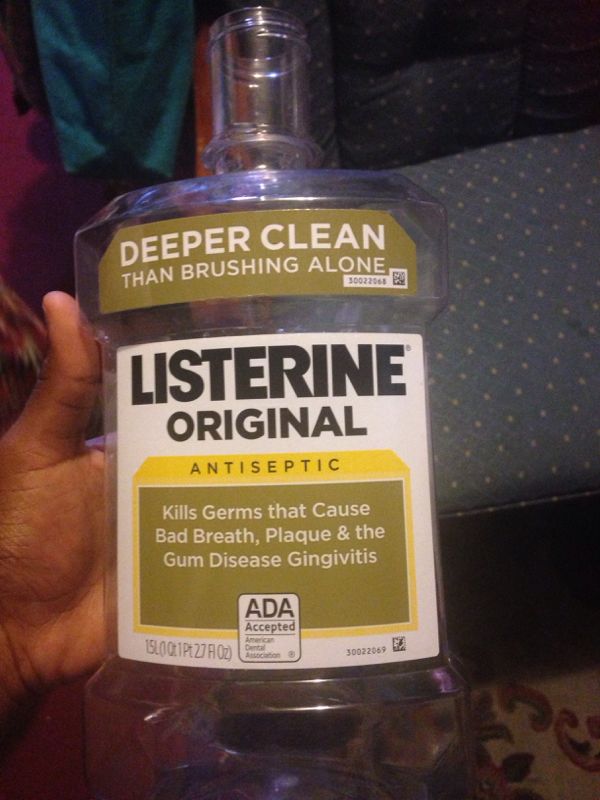 DEEPER CLEAN
THAN BRUSHING ALONE
30022068
LISTERINE®
ORIGINAL
ANTISEPTIC
Kills Germs that Cause
Bad Breath, Plaque & the
Gum Disease Gingivitis
ADA
Accepted
American
Dental
Association ®
1.5L (1 Qt 1 Pt 2.7 Fl Oz)
30022069